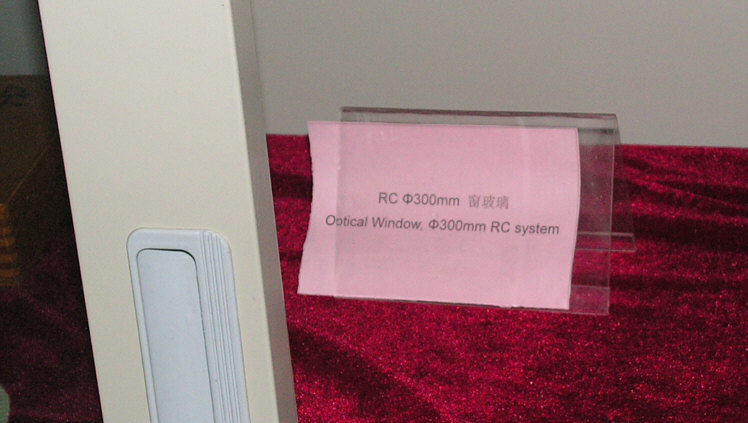 RC Φ300mm 窗玻璃
Optical Window, Φ300mm RC system